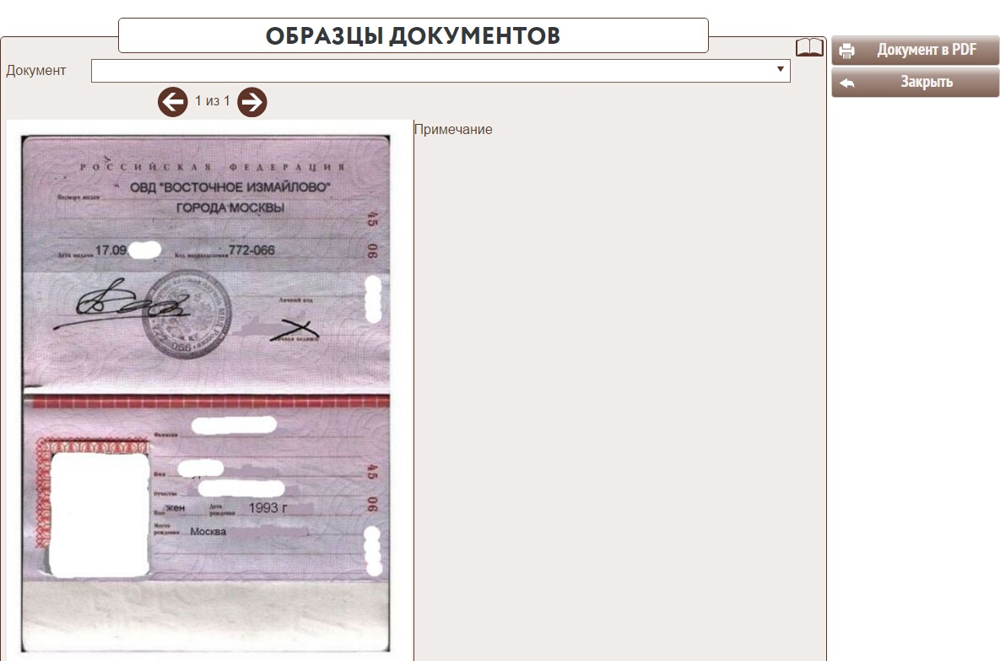 ОБРАЗЦЫ ДОКУМЕНТОВ
Документ
Документ в PDF
Закрыть
1 из 1
Примечание
РОССИЙСКАЯ ФЕДЕРАЦИЯ
Паспорт выдан ОВД "ВОСТОЧНОЕ ИЗМАЙЛОВО"
ГОРОДА МОСКВЫ
45 06
Дата выдачи 17.09. Код подразделения 772-066
Личный код
Личная подпись
Фамилия
Имя
Отчество
45 06
Пол жен Дата рождения 1993 г
Место рождения Москва